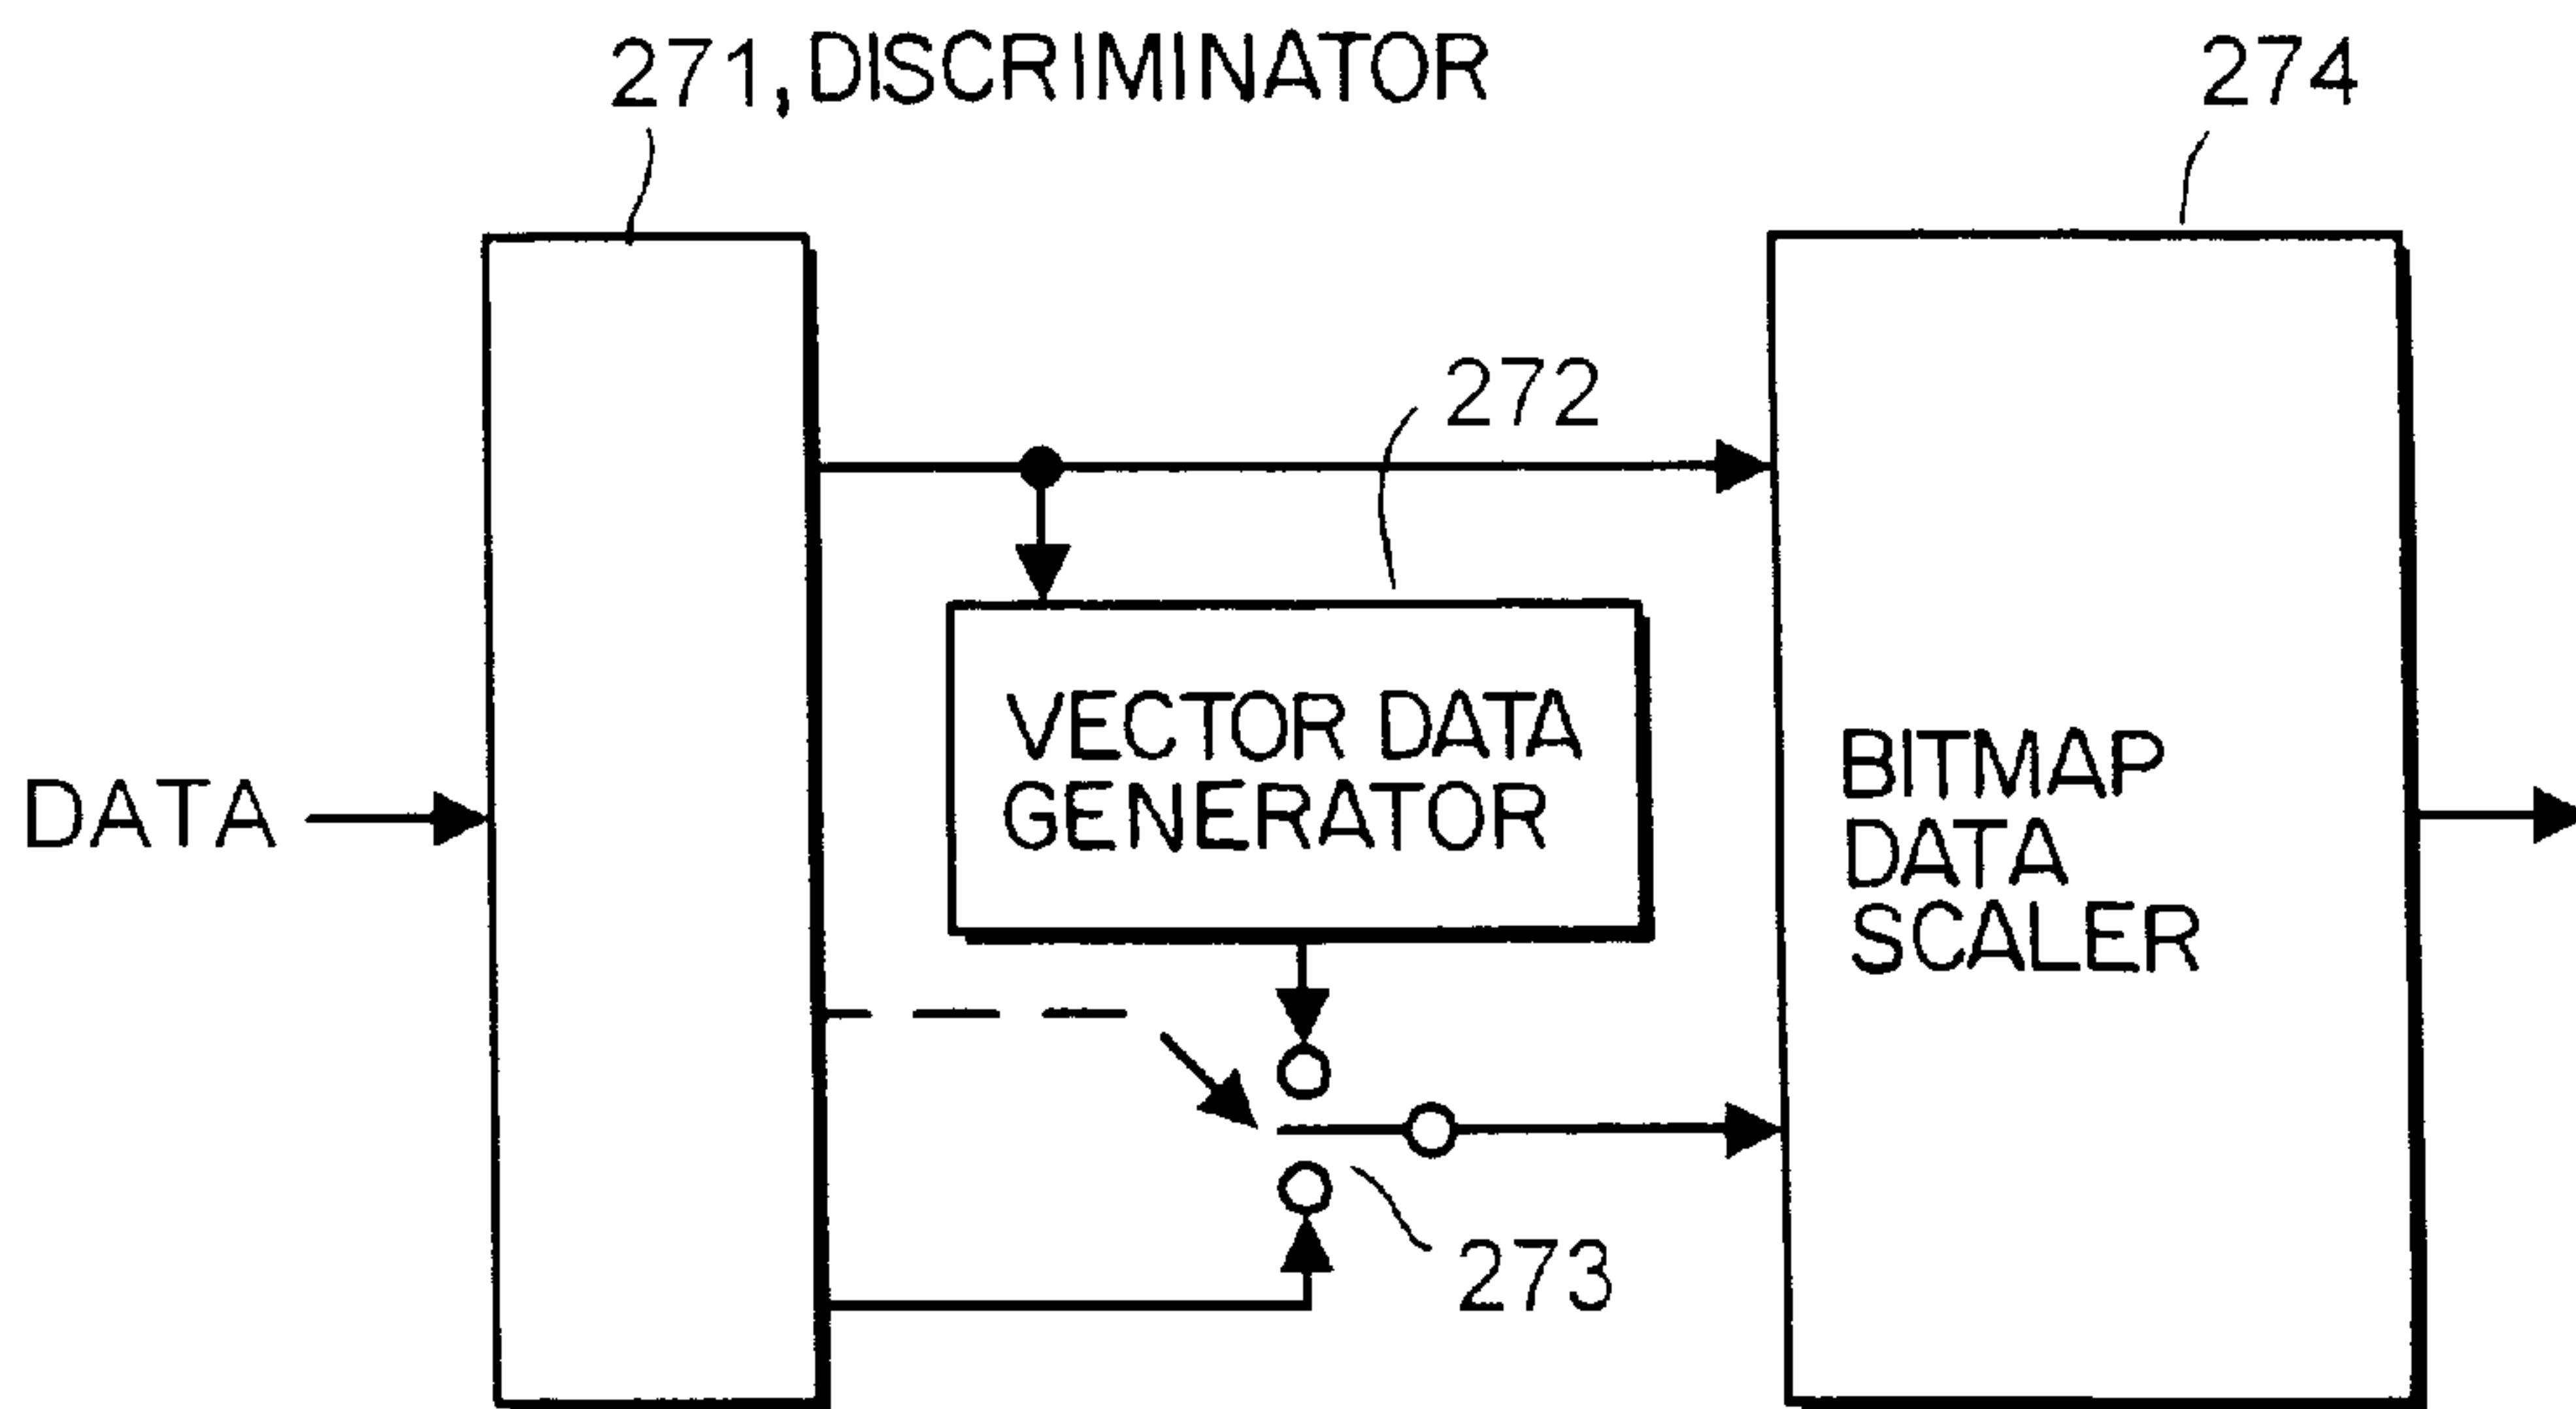 271, DISCRIMINATOR
274
272
VECTOR DATA
GENERATOR
DATA
BITMAP
DATA
SCALER
273